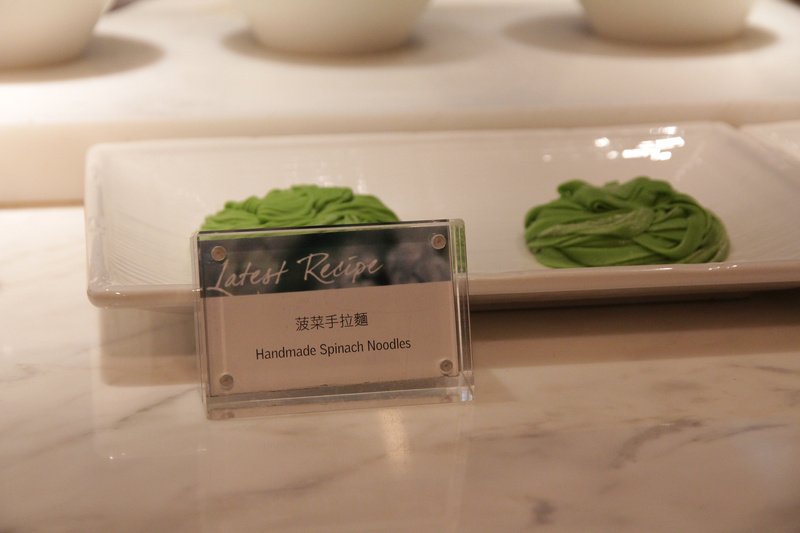 Latest Recipe
菠菜手拉麵
Handmade Spinach Noodles